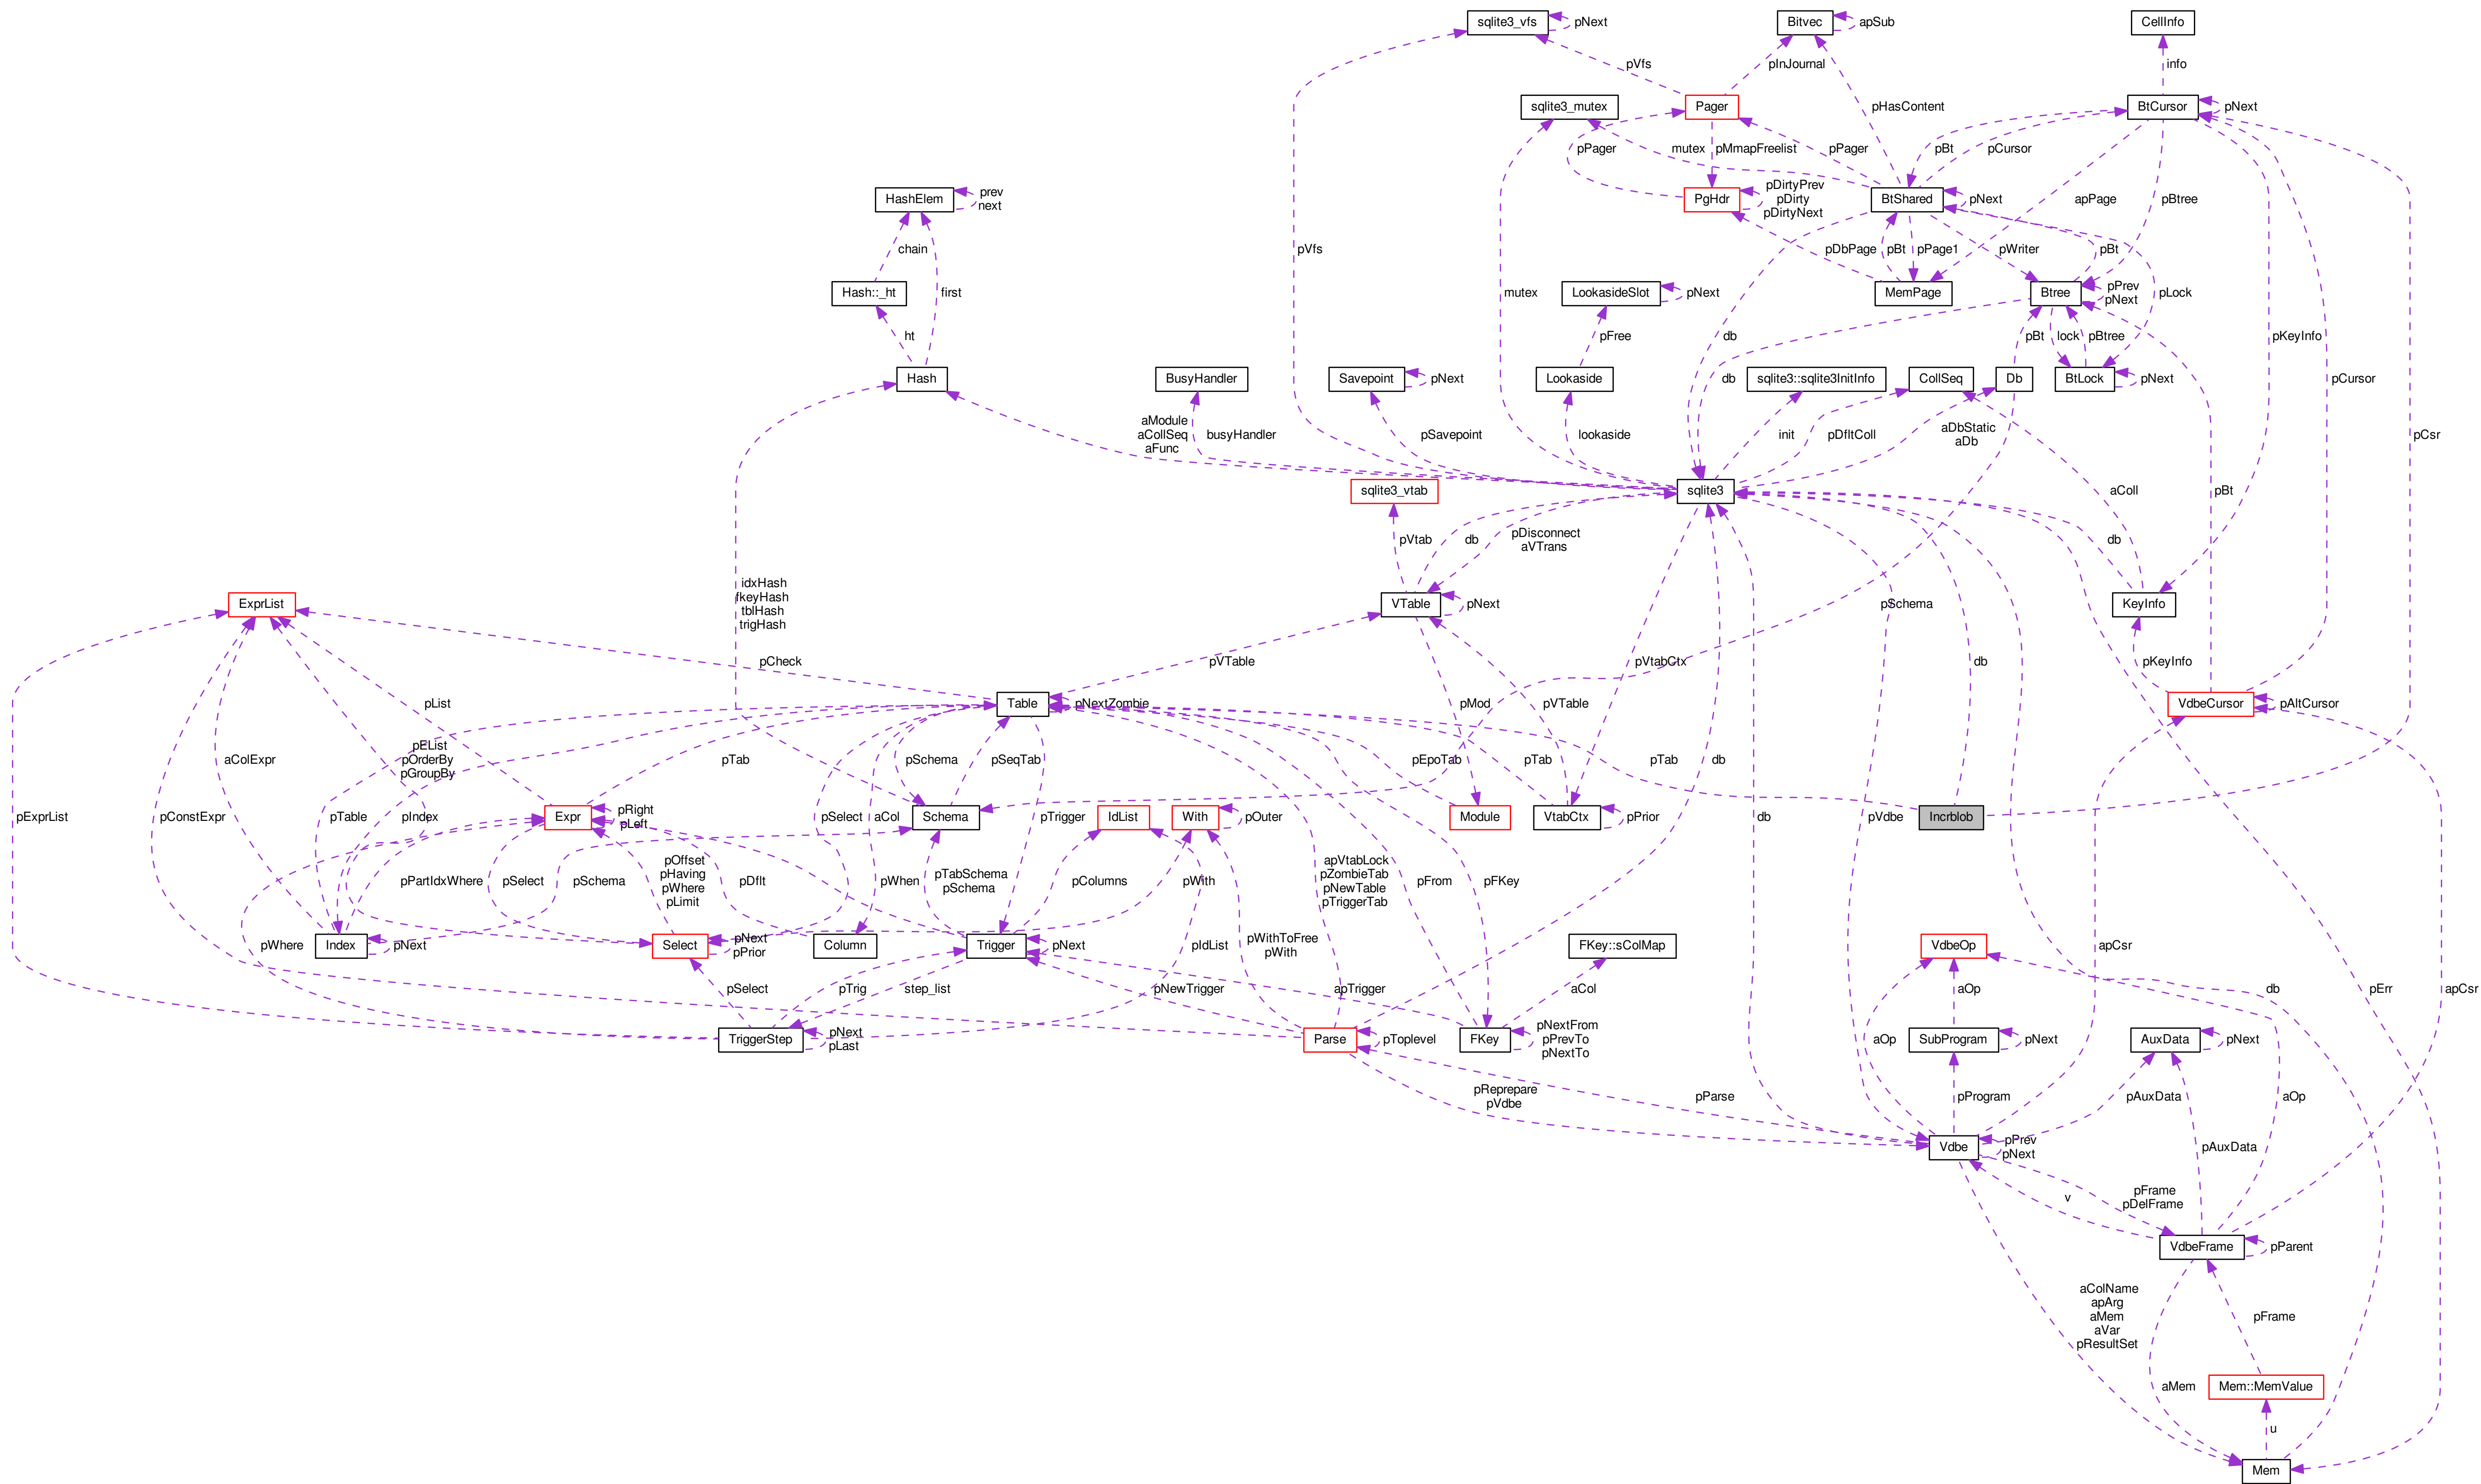 sqlite3_vfs
pNext
Bitvec
apSub
CellInfo
pVfs
pInJournal
info
sqlite3_mutex
Pager
BtCursor
pNext
pHasContent
pPager
pMmapFreelist
mutex
pPager
pBt
pCursor
HashElem
prev
next
PgHdr
pDirtyPrev
pDirty
pDirtyNext
BtShared
pNext
apPage
pBtree
chain
pVfs
pDbPage
pBt
pPage1
pWriter
pBt
Hash::_ht
first
mutex
LookasideSlot
pNext
MemPage
Btree
pPrev
pNext
pLock
ht
pFree
db
pBt
lock
pBtree
pKeyInfo
Hash
BusyHandler
Savepoint
pNext
Lookaside
sqlite3::sqlite3InitInfo
CollSeq
Db
db
BtLock
pNext
pCursor
aModule
aCollSeq
aFunc
busyHandler
pSavepoint
lookaside
init
pDfltColl
aDbStatic
aDb
pCsr
sqlite3_vtab
sqlite3
aColl
pBt
pVtab
db
pDisconnect
aVTrans
db
idxHash
fkeyHash
tblHash
trigHash
ExprList
VTable
pNext
pSchema
KeyInfo
pCheck
pVTable
pVtabCtx
db
pKeyInfo
pList
Table
pNextZombie
pMod
pVTable
VdbeCursor
pAltCursor
aColExpr
pEList
pOrderBy
pGroupBy
pTab
pSchema
pSeqTab
pEpoTab
pTab
db
pTab
pExprList
pConstExpr
pTable
pIndex
Expr
pRight
pLeft
pSelect
aCol
Schema
pTrigger
IdList
With
pOuter
Module
VtabCtx
pPrior
db
pVdbe
Incrblob
pPartIdxWhere
pSelect
pSchema
pOffset
pHaving
pWhere
pLimit
pDflt
pWhen
pTabSchema
pSchema
pColumns
pWith
apVtabLock
pZombieTab
pNewTable
pTriggerTab
pFrom
pFKey
pWhere
Index
pNext
Select
pNext
pPrior
Column
Trigger
pNext
pIdList
pWithToFree
pWith
FKey::sColMap
VdbeOp
apCsr
pSelect
pTrig
step_list
pNewTrigger
apTrigger
aCol
aOp
db
pErr
apCsr
TriggerStep
pNext
pLast
Parse
pToplevel
FKey
pNextFrom
pPrevTo
pNextTo
aOp
SubProgram
pNext
AuxData
pNext
pReprepare
pVdbe
pParse
pProgram
pAuxData
aOp
Vdbe
pPrev
pNext
pAuxData
v
pFrame
pDelFrame
VdbeFrame
pParent
aColName
apArg
aMem
aVar
pResultSet
pFrame
aMem
Mem::MemValue
u
Mem